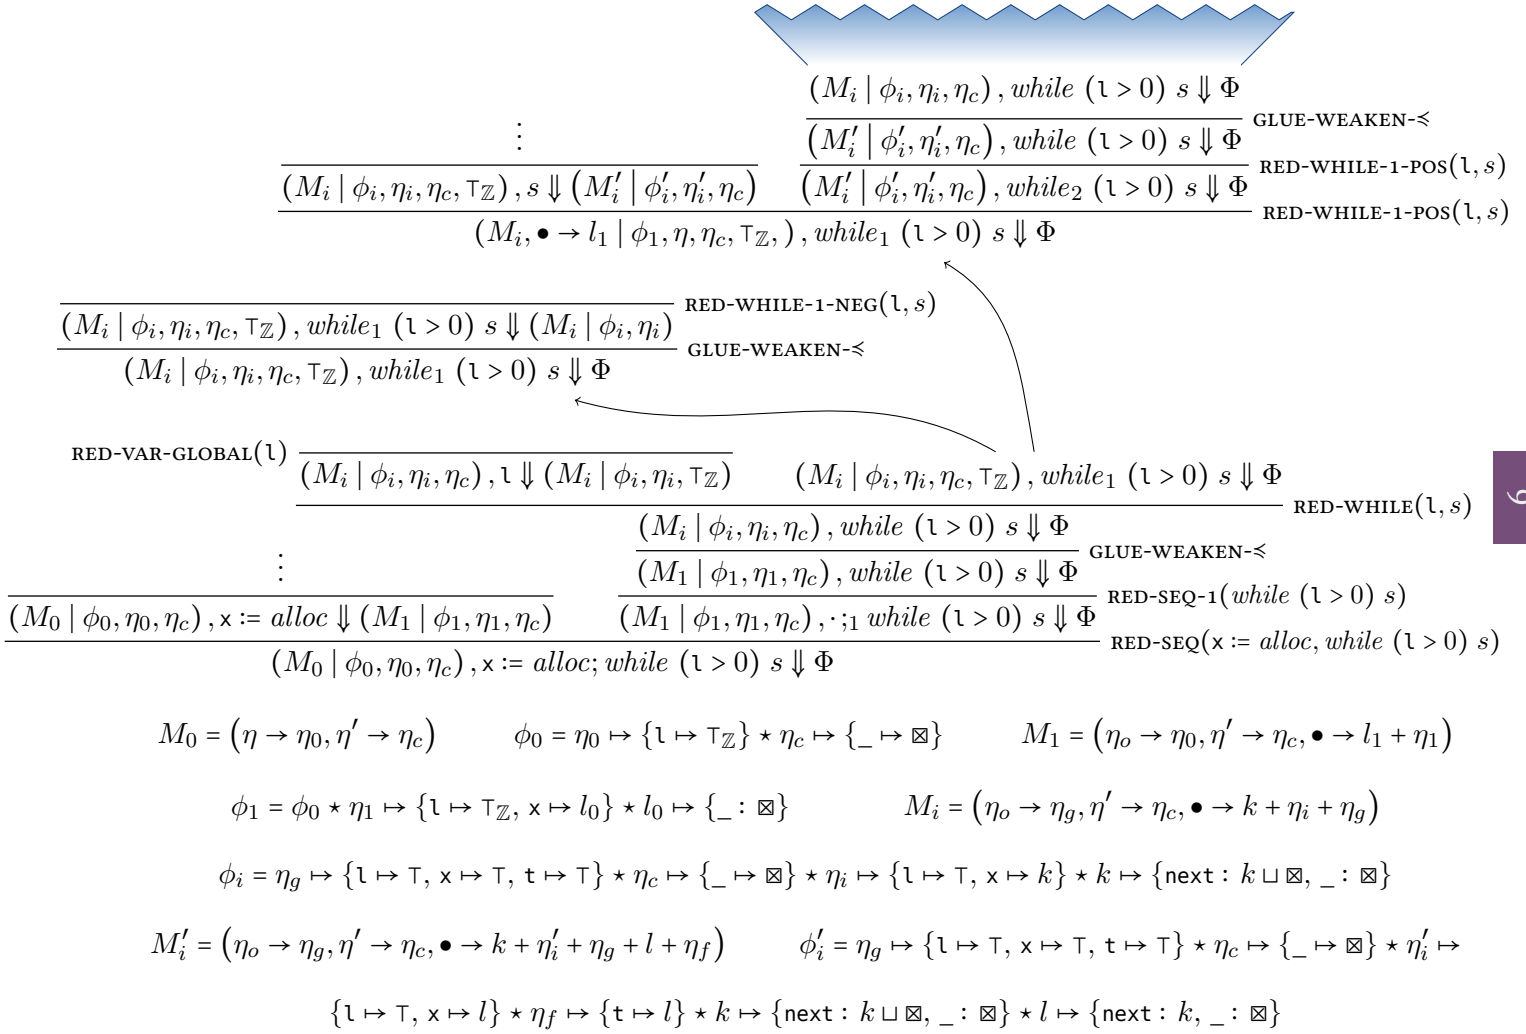 (M_i | ϕ_i, η_i, η_c), while (l > 0) s ⇓ Φ
GLUE-WEAKEN-≼
⋮ (M′_i | ϕ′_i, η′_i, η_c), while (l > 0) s ⇓ Φ
RED-WHILE-1-POS(l, s)
(M_i | ϕ_i, η_i, η_c, ⊤_ℤ), s ⇓ (M′_i | ϕ′_i, η′_i, η_c) (M′_i | ϕ′_i, η′_i, η_c), while_2 (l > 0) s ⇓ Φ
RED-WHILE-1-POS(l, s)
(M_i, ● → l_1 | ϕ_1, η, η_c, ⊤_ℤ, ), while_1 (l > 0) s ⇓ Φ
RED-WHILE-1-NEG(l, s)
(M_i | ϕ_i, η_i, η_c, ⊤_ℤ), while_1 (l > 0) s ⇓ (M_i | ϕ_i, η_i)
GLUE-WEAKEN-≼
(M_i | ϕ_i, η_i, η_c, ⊤_ℤ), while_1 (l > 0) s ⇓ Φ
RED-VAR-GLOBAL(l)
(M_i | ϕ_i, η_i, η_c), l ⇓ (M_i | ϕ_i, η_i, ⊤_ℤ) (M_i | ϕ_i, η_i, η_c, ⊤_ℤ), while_1 (l > 0) s ⇓ Φ
RED-WHILE(l, s)
(M_i | ϕ_i, η_i, η_c), while (l > 0) s ⇓ Φ
GLUE-WEAKEN-≼
⋮ (M_1 | ϕ_1, η_1, η_c), while (l > 0) s ⇓ Φ
RED-SEQ-1(while (l > 0) s)
(M_0 | ϕ_0, η_0, η_c), x := alloc ⇓ (M_1 | ϕ_1, η_1, η_c) (M_1 | ϕ_1, η_1, η_c), ·;_1 while (l > 0) s ⇓ Φ
RED-SEQ(x := alloc, while (l > 0) s)
(M_0 | ϕ_0, η_0, η_c), x := alloc; while (l > 0) s ⇓ Φ
M_0 = (η → η_0, η′ → η_c) ϕ_0 = η_0 ↦ {l ↦ ⊤_ℤ} ⋆ η_c ↦ {_ ↦ ⊠} M_1 = (η_o → η_0, η′ → η_c, ● → l_1 + η_1)
ϕ_1 = ϕ_0 ⋆ η_1 ↦ {l ↦ ⊤_ℤ, x ↦ l_0} ⋆ l_0 ↦ {_ : ⊠} M_i = (η_o → η_g, η′ → η_c, ● → k + η_i + η_g)
ϕ_i = η_g ↦ {l ↦ ⊤, x ↦ ⊤, t ↦ ⊤} ⋆ η_c ↦ {_ ↦ ⊠} ⋆ η_i ↦ {l ↦ ⊤, x ↦ k} ⋆ k ↦ {next : k ⊔ ⊠, _ : ⊠}
M′_i = (η_o → η_g, η′ → η_c, ● → k + η′_i + η_g + l + η_f) ϕ′_i = η_g ↦ {l ↦ ⊤, x ↦ ⊤, t ↦ ⊤} ⋆ η_c ↦ {_ ↦ ⊠} ⋆ η′_i ↦
{l ↦ ⊤, x ↦ l} ⋆ η_f ↦ {t ↦ l} ⋆ k ↦ {next : k ⊔ ⊠, _ : ⊠} ⋆ l ↦ {next : k, _ : ⊠}